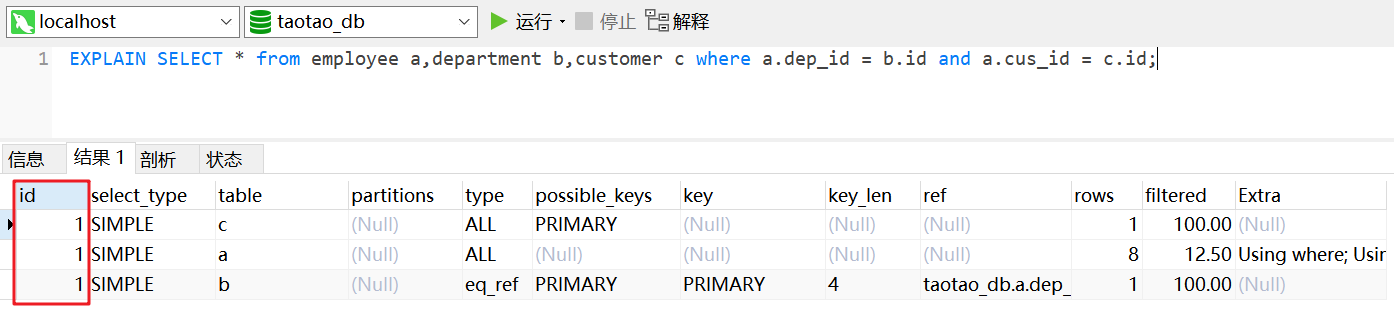 localhost taotao_db 运行 停止 解释
1 EXPLAIN SELECT * from employee a,department b,customer c where a.dep_id = b.id and a.cus_id = c.id;
信息 结果 1 剖析 状态
id select_type table partitions type possible_keys key key_len ref rows filtered Extra
1 SIMPLE c (Null) ALL PRIMARY (Null) (Null) (Null) 1 100.00 (Null)
1 SIMPLE a (Null) ALL (Null) (Null) (Null) (Null) 8 12.50 Using where; Usin
1 SIMPLE b (Null) eq_ref PRIMARY PRIMARY 4 taotao_db.a.dep_ 1 100.00 (Null)